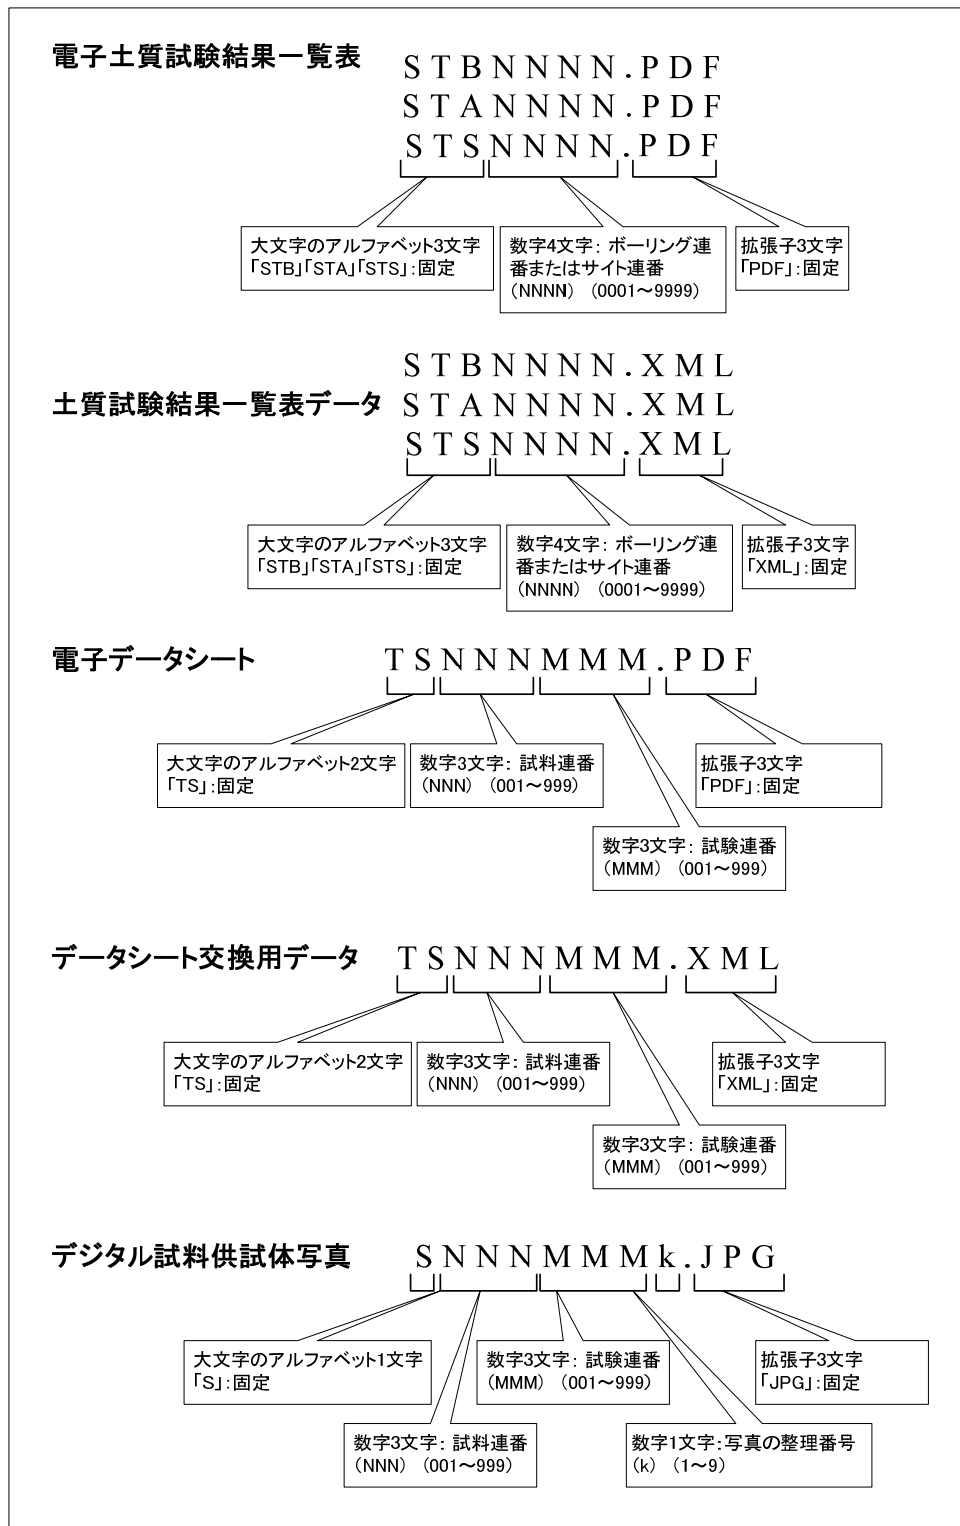 電子土質試験結果一覧表
STBNNNN.PDF
STANNNN.PDF
STSNNNN.PDF
大文字のアルファベット3文字
「STB」「STA」「STS」:固定
数字4文字: ボーリング連
番またはサイト連番
(NNNN) (0001～9999)
拡張子3文字
「PDF」:固定
土質試験結果一覧表データ
STBNNNN.XML
STANNNN.XML
STSNNNN.XML
大文字のアルファベット3文字
「STB」「STA」「STS」:固定
数字4文字: ボーリング連
番またはサイト連番
(NNNN) (0001～9999)
拡張子3文字
「XML」:固定
電子データシート
TSNNNMMM.PDF
大文字のアルファベット2文字
「TS」:固定
数字3文字: 試料連番
(NNN) (001～999)
拡張子3文字
「PDF」:固定
数字3文字: 試験連番
(MMM) (001～999)
データシート交換用データ
TSNNNMMM.XML
大文字のアルファベット2文字
「TS」:固定
数字3文字: 試料連番
(NNN) (001～999)
拡張子3文字
「XML」:固定
数字3文字: 試験連番
(MMM) (001～999)
デジタル試料供試体写真
SNNNMMMk.JPG
大文字のアルファベット1文字
「S」:固定
数字3文字: 試験連番
(MMM) (001～999)
拡張子3文字
「JPG」:固定
数字3文字: 試料連番
(NNN) (001～999)
数字1文字:写真の整理番号
(k) (1～9)